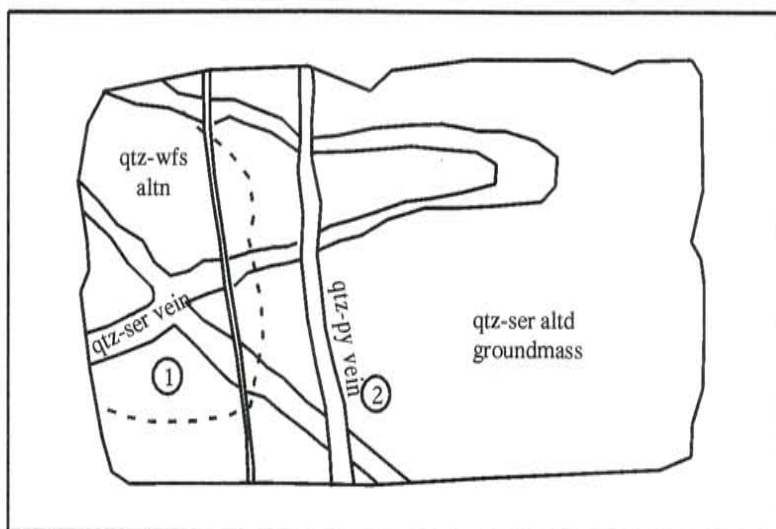 qtz-wfs
altn
qtz-ser vein
qtz-py vein
qtz-ser altd
groundmass
1
2